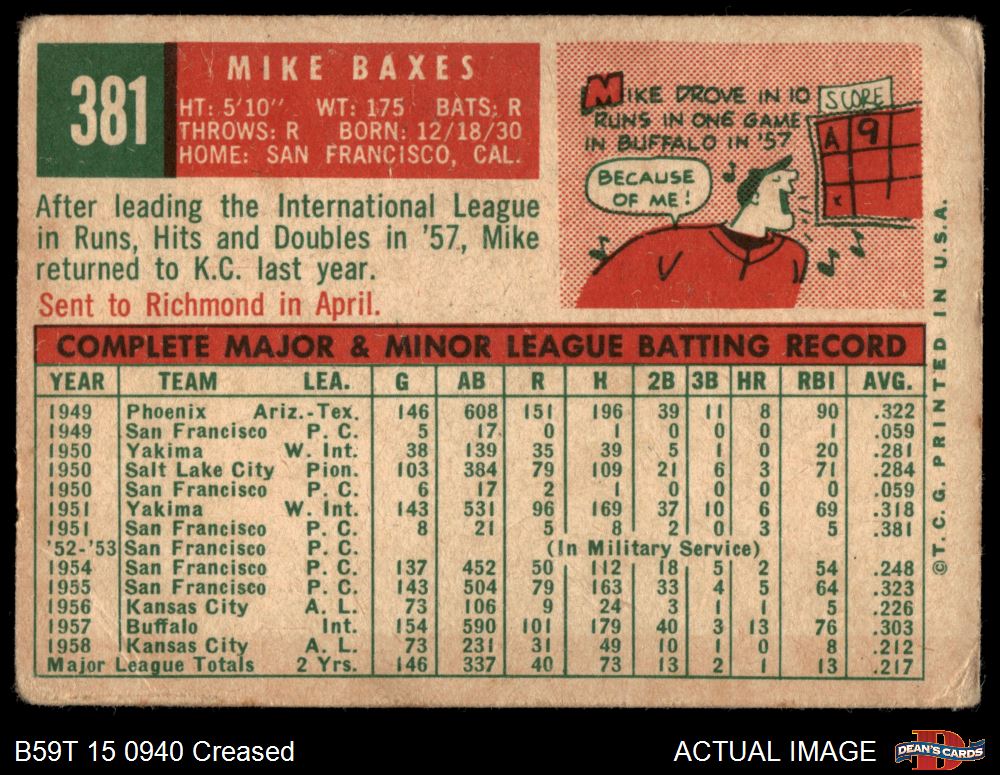 381
MIKE BAXES
HT: 5'10" WT: 175 BATS: R
THROWS: R BORN: 12/18/30
HOME: SAN FRANCISCO, CAL.
MIKE DROVE IN 10
RUNS IN ONE GAME
IN BUFFALO IN '57
SCORE
A 9
BECAUSE
OF ME!
After leading the International League
in Runs, Hits and Doubles in '57, Mike
returned to K.C. last year.
Sent to Richmond in April.
COMPLETE MAJOR & MINOR LEAGUE BATTING RECORD
YEAR TEAM LEA. G AB R H 2B 3B HR RBI AVG.
1949 Phoenix Ariz.-Tex. 146 608 151 196 39 11 8 90 .322
1949 San Francisco P. C. 5 17 0 1 0 0 0 1 .059
1950 Yakima W. Int. 38 139 35 39 5 1 0 20 .281
1950 Salt Lake City Pion. 103 384 79 109 21 6 3 71 .284
1950 San Francisco P. C. 6 17 2 1 0 0 0 0 .059
1951 Yakima W. Int. 143 531 96 169 37 10 6 69 .318
1951 San Francisco P. C. 8 21 5 8 2 0 3 5 .381
'52-'53 San Francisco P. C. (In Military Service)
1954 San Francisco P. C. 137 452 50 112 18 5 2 54 .248
1955 San Francisco P. C. 143 504 79 163 33 4 5 64 .323
1956 Kansas City A. L. 73 106 9 24 3 1 1 5 .226
1957 Buffalo Int. 154 590 101 179 40 3 13 76 .303
1958 Kansas City A. L. 73 231 31 49 10 1 0 8 .212
Major League Totals 2 Yrs. 146 337 40 73 13 2 1 13 .217
©T. C. G. PRINTED IN U.S.A.
B59T 15 0940 Creased
ACTUAL IMAGE
D
DEAN'S CARDS
.COM